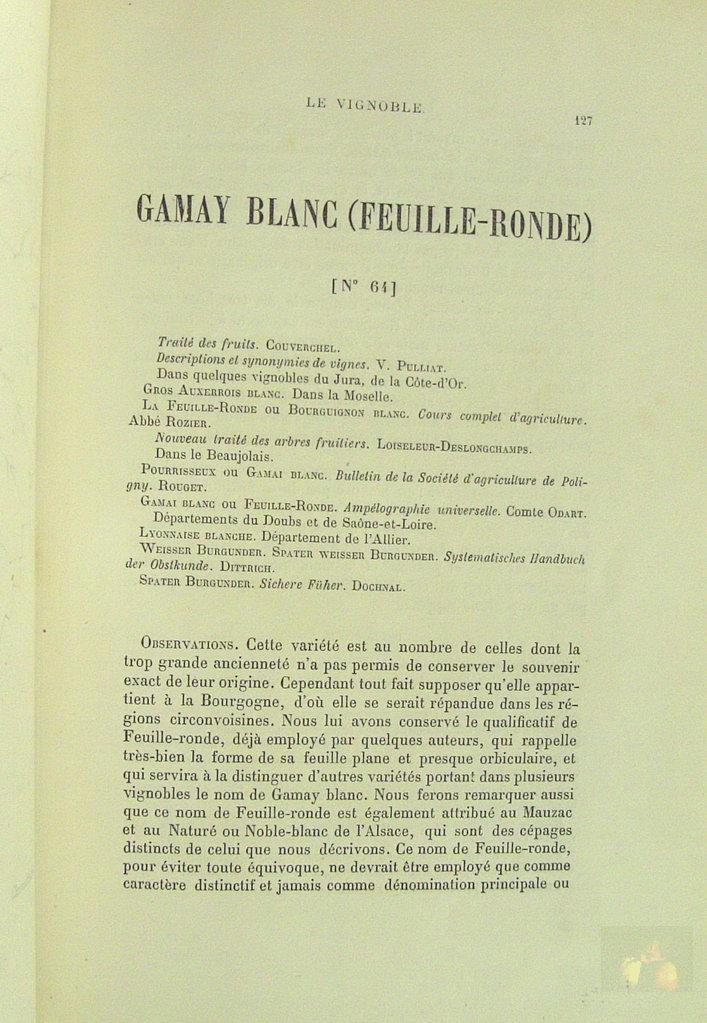 LE VIGNOBLE.
127
GAMAY BLANC (FEUILLE-RONDE)
[N° 64]
Traité des fruits. COUVERCHEL.
Descriptions et synonymies de vignes. V. PULLIAT.
Dans quelques vignobles du Jura, de la Côte-d'Or.
GROS AUXERROIS BLANC. Dans la Moselle.
LA FEUILLE-RONDE OU BOURGUIGNON BLANC. Cours complet d'agriculture.
ABBÉ ROZIER.
Nouveau traité des arbres fruitiers. LOISELEUR-DESLONGCHAMPS.
Dans le Beaujolais.
POURRISSEUX OU GAMAI BLANC. Bulletin de la Société d'agriculture de Poli-
gny. ROUGET.
GAMAI BLANC OU FEUILLE-RONDE. Ampélographie universelle. Comte ODART.
Départements du Doubs et de Saône-et-Loire.
LYONNAISE BLANCHE. Département de l'Allier.
WEISSER BURGUNDER. SPATER WEISSER BURGUNDER. Systematisches Handbuch
der Obstkunde. DITTRICH.
SPATER BURGUNDER. Sichere Füher. DOCHNAL.
OBSERVATIONS. Cette variété est au nombre de celles dont la
trop grande ancienneté n'a pas permis de conserver le souvenir
exact de leur origine. Cependant tout fait supposer qu'elle appar-
tient à la Bourgogne, d'où elle se serait répandue dans les ré-
gions circonvoisines. Nous lui avons conservé le qualificatif de
Feuille-ronde, déjà employé par quelques auteurs, qui rappelle
très-bien la forme de sa feuille plane et presque orbiculaire, et
qui servira à la distinguer d'autres variétés portant dans plusieurs
vignobles le nom de Gamay blanc. Nous ferons remarquer aussi
que ce nom de Feuille-ronde est également attribué au Mauzac
et au Naturé ou Noble-blanc de l'Alsace, qui sont des cépages
distincts de celui que nous décrivons. Ce nom de Feuille-ronde,
pour éviter toute équivoque, ne devrait être employé que comme
caractère distinctif et jamais comme dénomination principale ou